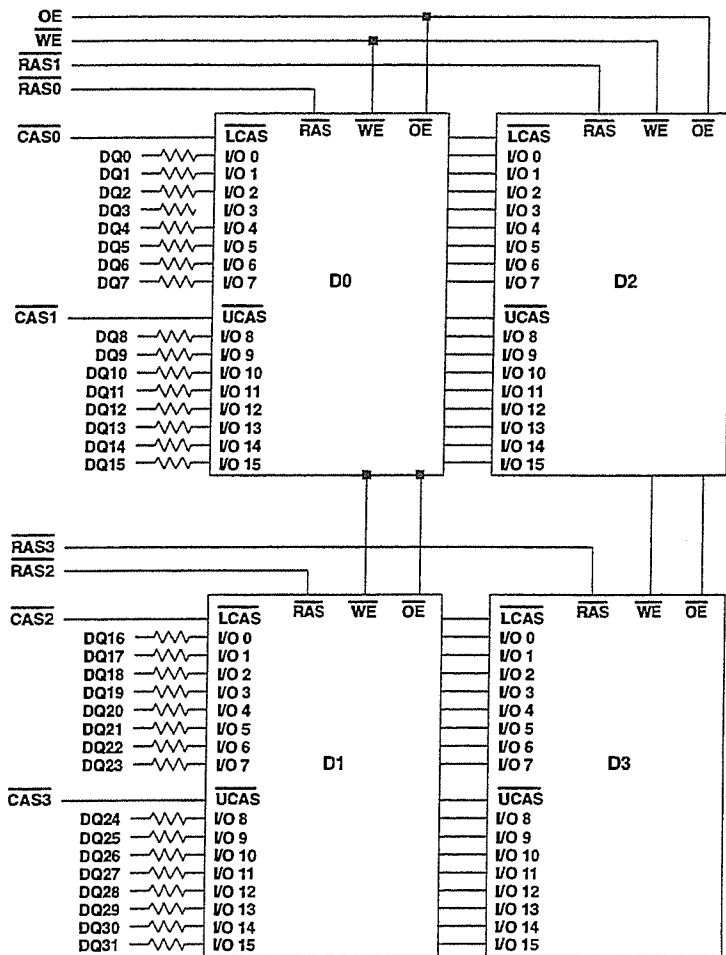 OE
WE
RAS1
RAS0
RAS WE OE RAS WE OE
CAS0 LCAS LCAS
DQ0 I/O 0 I/O 0
DQ1 I/O 1 I/O 1
DQ2 I/O 2 I/O 2
DQ3 I/O 3 I/O 3
DQ4 I/O 4 I/O 4
DQ5 I/O 5 I/O 5
DQ6 I/O 6 I/O 6
DQ7 I/O 7 D0 I/O 7 D2
CAS1 UCAS UCAS
DQ8 I/O 8 I/O 8
DQ9 I/O 9 I/O 9
DQ10 I/O 10 I/O 10
DQ11 I/O 11 I/O 11
DQ12 I/O 12 I/O 12
DQ13 I/O 13 I/O 13
DQ14 I/O 14 I/O 14
DQ15 I/O 15 I/O 15
RAS3
RAS2
RAS WE OE RAS WE OE
CAS2 LCAS LCAS
DQ16 I/O 0 I/O 0
DQ17 I/O 1 I/O 1
DQ18 I/O 2 I/O 2
DQ19 I/O 3 I/O 3
DQ20 I/O 4 I/O 4
DQ21 I/O 5 I/O 5
DQ22 I/O 6 I/O 6
DQ23 I/O 7 D1 I/O 7 D3
CAS3 UCAS UCAS
DQ24 I/O 8 I/O 8
DQ25 I/O 9 I/O 9
DQ26 I/O 10 I/O 10
DQ27 I/O 11 I/O 11
DQ28 I/O 12 I/O 12
DQ29 I/O 13 I/O 13
DQ30 I/O 14 I/O 14
DQ31 I/O 15 I/O 15